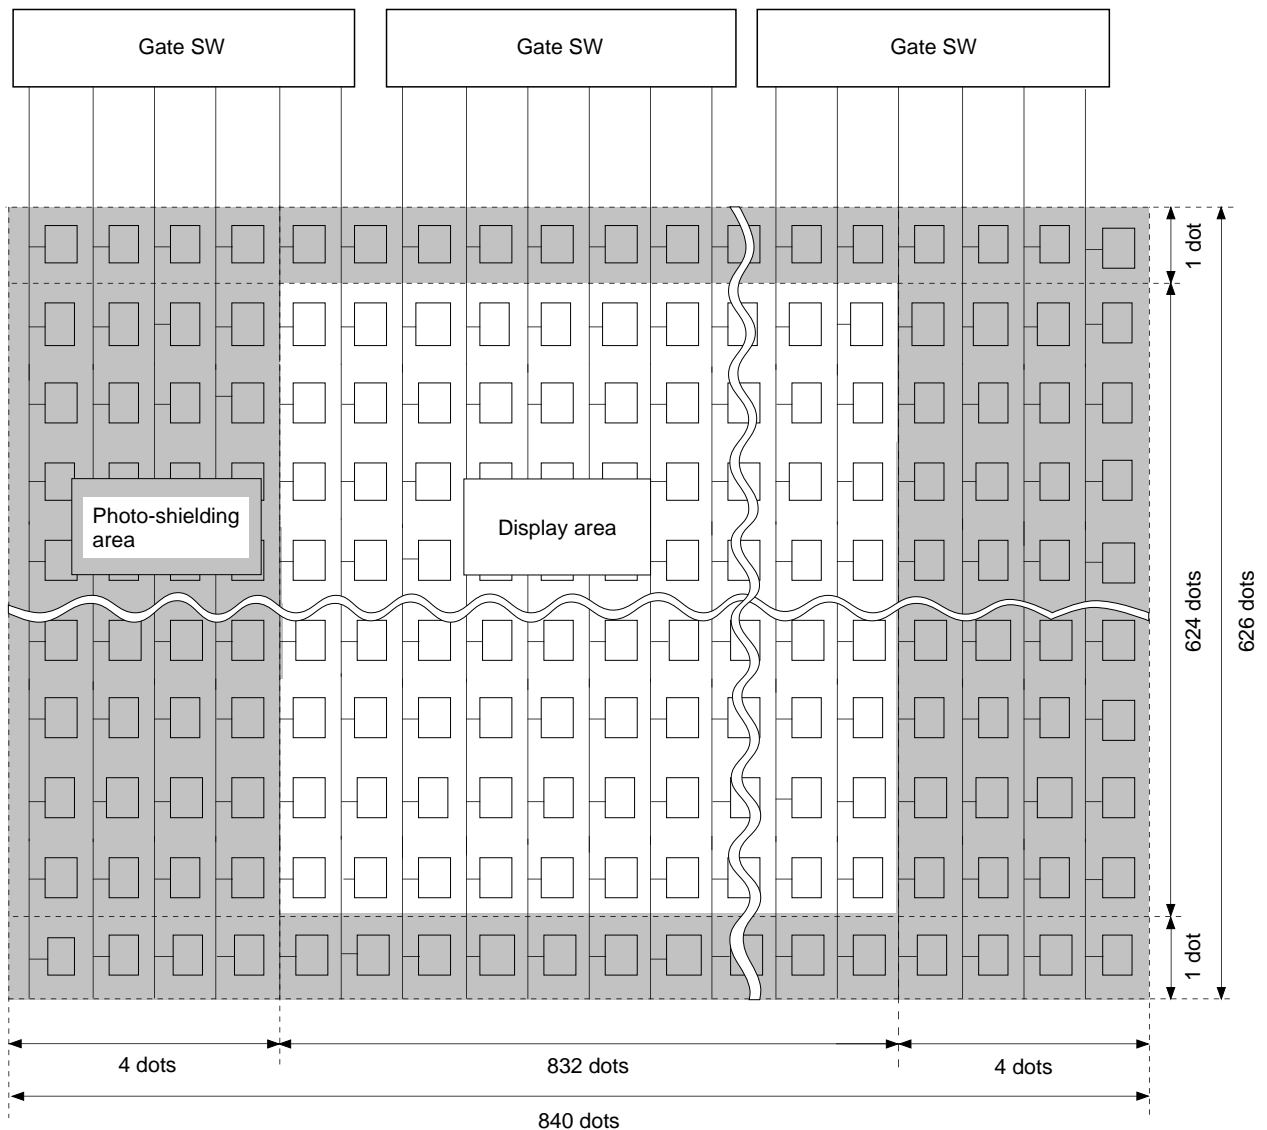 Gate SW
Gate SW
Gate SW
1 dot
Photo-shielding
area
Display area
624 dots
626 dots
1 dot
4 dots
832 dots
4 dots
840 dots